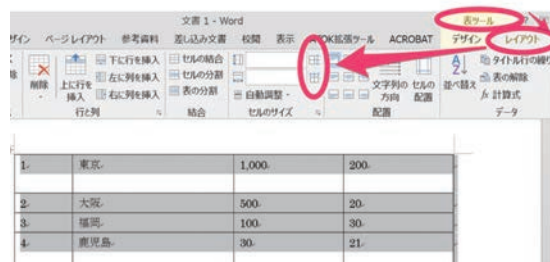 文書 1 - Word
表ツール
ザイン ページレイアウト 参考資料 差し込み文書 校閲 表示 拡張ツール ACROBAT デザイン レイアウト
削除
上に行を挿入
下に行を挿入
左に列を挿入
右に列を挿入
行と列
セルの結合
セルの分割
表の分割
結合
自動調整
セルのサイズ
文字列の方向
セルの配置
配置
並べ替え
タイトル行の繰り
表の解除
fx 計算式
データ
1 東京 1,000 200
2 大阪 500 20
3 福岡 100 30
4 鹿児島 30 21